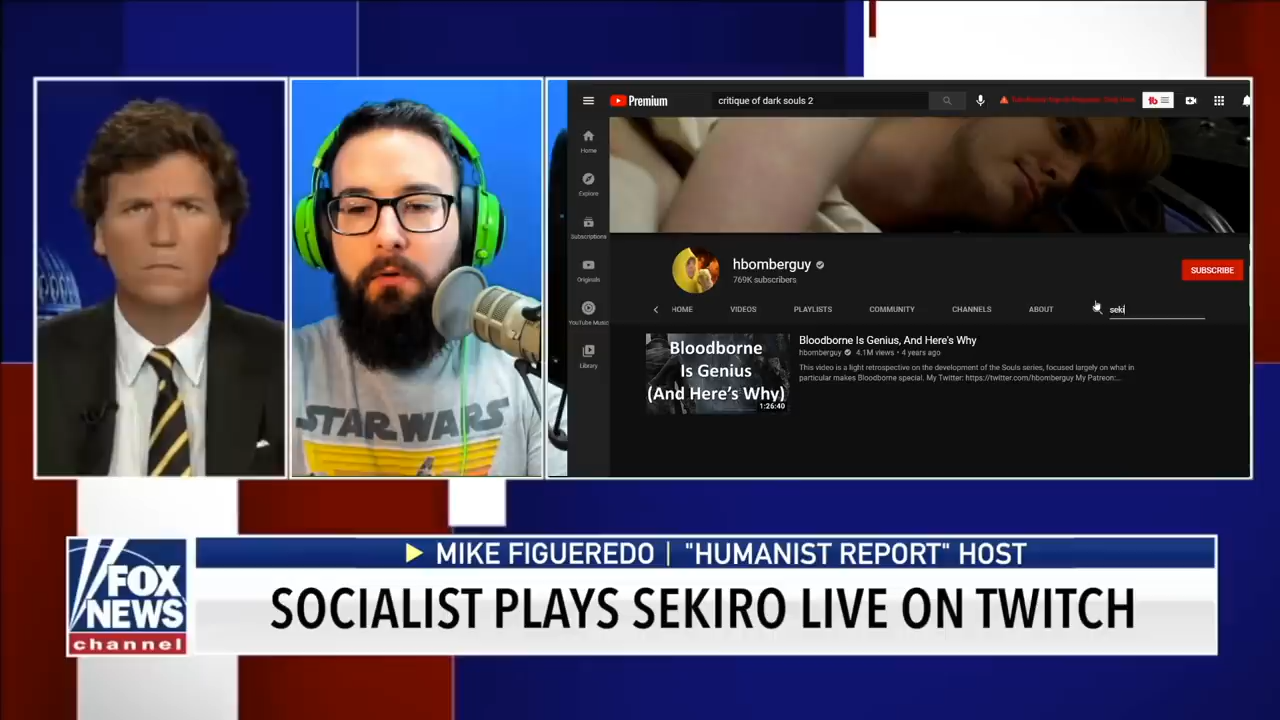 Premium
critique of dark souls 2
Home
Explore
Subscriptions
Originals
YouTube Music
Library
hbomberguy
769K subscribers
SUBSCRIBE
HOME
VIDEOS
PLAYLISTS
COMMUNITY
CHANNELS
ABOUT
seki
Bloodborne
Is Genius
(And Here's Why)
1:26:40
Bloodborne Is Genius, And Here's Why
hbomberguy 4.1M views • 4 years ago
This video is a light retrospective on the development of the Souls series, focused largely on what in
particular makes Bloodborne special. My Twitter: https://twitter.com/hbomberguy My Patreon:...
STAR WARS
FOX
NEWS
channel
MIKE FIGUEREDO | "HUMANIST REPORT" HOST
SOCIALIST PLAYS SEKIRO LIVE ON TWITCH